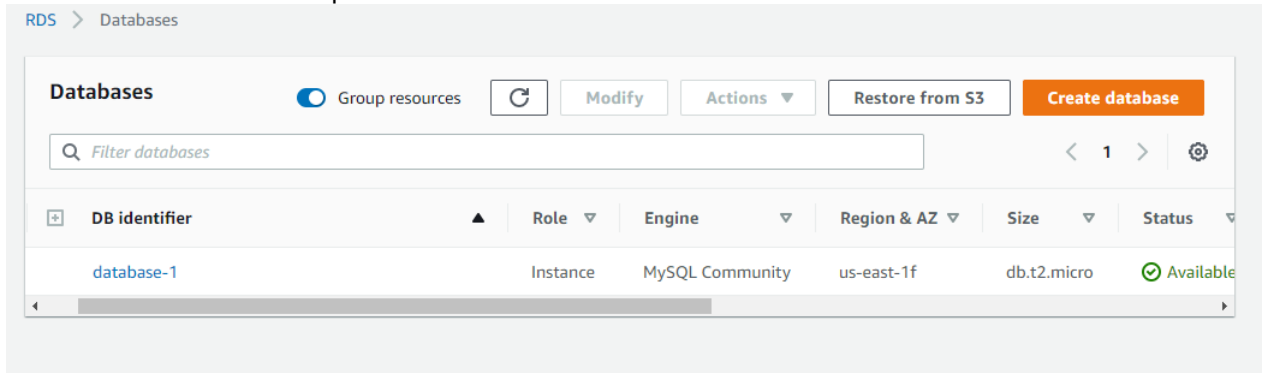 RDS > Databases
Databases Group resources Modify Actions Restore from S3 Create database
Filter databases
1
DB identifier Role Engine Region & AZ Size Status
database-1 Instance MySQL Community us-east-1f db.t2.micro Available